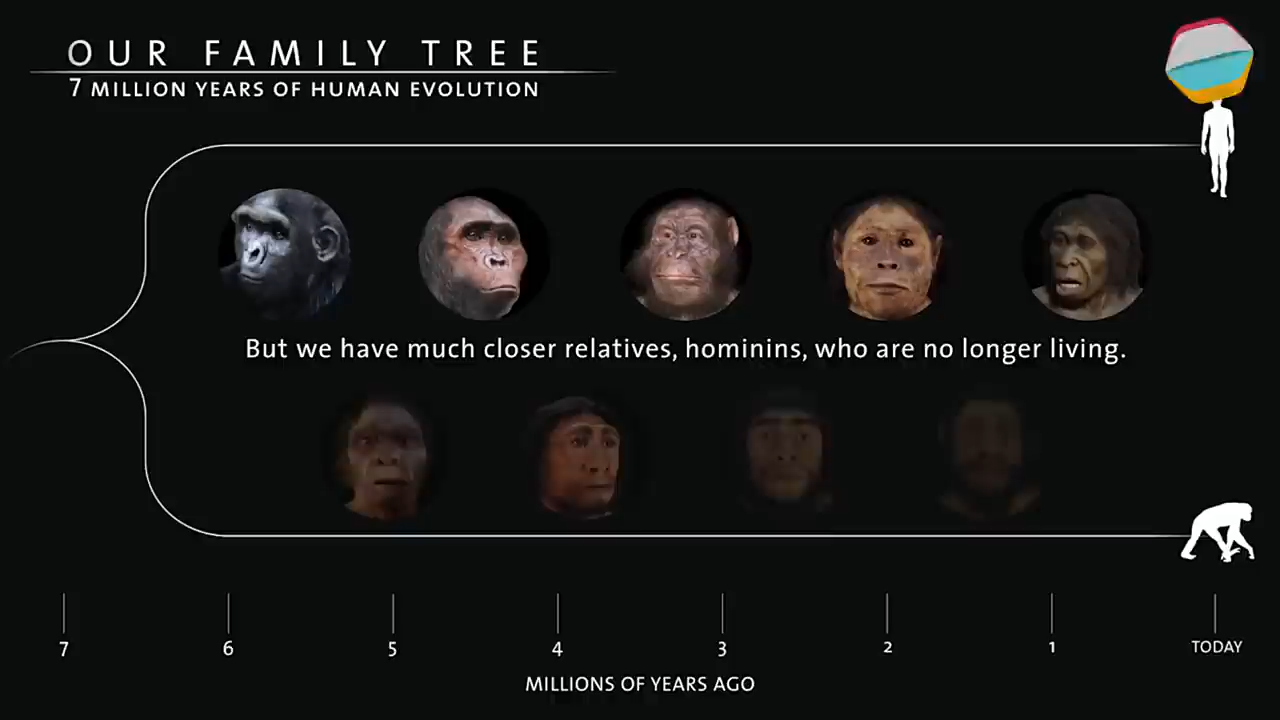 OUR FAMILY TREE
7 MILLION YEARS OF HUMAN EVOLUTION
But we have much closer relatives, hominins, who are no longer living.
7 6 5 4 3 2 1 TODAY
MILLIONS OF YEARS AGO